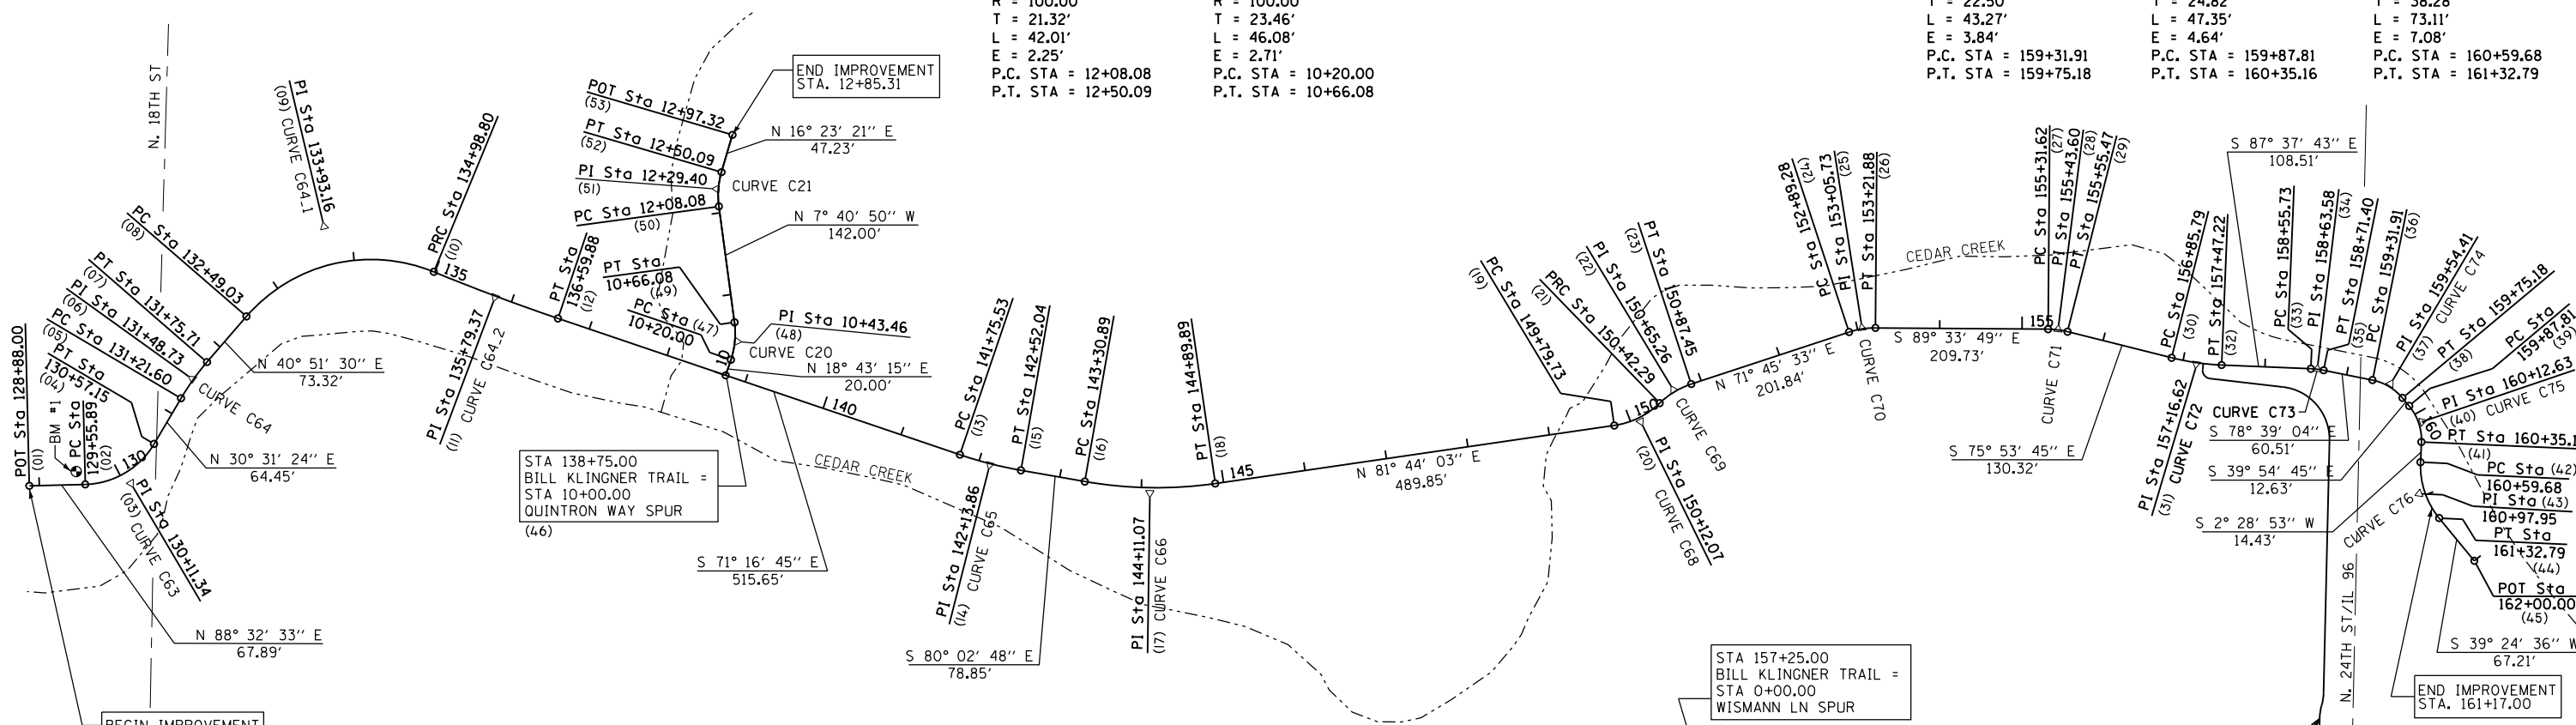 R = 100.00'
T = 21.32'
L = 42.01'
E = 2.25'
P.C. STA = 12+08.08
P.T. STA = 12+50.09
R = 100.00'
T = 23.46'
L = 46.08'
E = 2.71'
P.C. STA = 10+20.00
P.T. STA = 10+66.08
T = 22.50'
L = 43.27'
E = 3.84'
P.C. STA = 159+31.91
P.T. STA = 159+75.18
T = 24.82'
L = 47.35'
E = 4.64'
P.C. STA = 159+87.81
P.T. STA = 160+35.16
T = 38.28'
L = 73.11'
E = 7.08'
P.C. STA = 160+59.68
P.T. STA = 161+32.79
N. 18TH ST
POT Sta 128+88.00
(01)
BM #1
PC Sta
129+55.89
(02)
130
PI Sta 130+11.34
(03) CURVE C63
PT Sta
130+57.15
(04)
PC Sta 131+21.60
(05)
PI Sta 131+48.73
(06)
CURVE C64
PT Sta 131+75.71
(07)
PC Sta 132+49.03
(08)
PI Sta 133+93.16
(09) CURVE C64_1
PRC Sta 134+98.80
(10)
135
PI Sta 135+79.37
(11) CURVE C64_2
PT Sta
136+59.88
(12)
N 88° 32' 33" E
67.89'
N 30° 31' 24" E
64.45'
N 40° 51' 30" E
73.32'
BEGIN IMPROVEMENT
END IMPROVEMENT
STA. 12+85.31
POT Sta 12+97.32
(53)
PT Sta 12+50.09
(52)
PI Sta 12+29.40
(51)
CURVE C21
PC Sta 12+08.08
(50)
N 16° 23' 21" E
47.23'
N 7° 40' 50" W
142.00'
PT Sta
10+66.08
(49)
PI Sta 10+43.46
(48)
CURVE C20
PC Sta (47)
10+20.00
10
N 18° 43' 15" E
20.00'
140
STA 138+75.00
BILL KLINGNER TRAIL =
STA 10+00.00
QUINTRON WAY SPUR
(46)
S 71° 16' 45" E
515.65'
CEDAR CREEK
PC Sta 141+75.53
(13)
PI Sta 142+13.86
(14) CURVE C65
PT Sta 142+52.04
(15)
PC Sta 143+30.89
(16)
S 80° 02' 48" E
78.85'
PI Sta 144+11.07
(17) CURVE C66
PT Sta 144+89.89
(18)
145
N 81° 44' 03" E
489.85'
PC Sta 149+79.73
(19)
150
PI Sta 150+12.07
(20) CURVE C68
PRC Sta 150+42.29
(21)
PI Sta 150+65.26
(22)
CURVE C69
PT Sta 150+87.45
(23)
N 71° 45' 33" E
201.84'
PC Sta 152+89.28
(24)
PI Sta 153+05.73
(25)
PT Sta 153+21.88
(26)
CURVE C70
CEDAR CREEK
S 89° 33' 49" E
209.73'
155
PC Sta 155+31.62
(27)
PI Sta 155+43.60
(28)
PT Sta 155+55.47
(29)
CURVE C71
S 75° 53' 45" E
130.32'
PC Sta 156+85.79
(30)
PI Sta 157+16.62
(31) CURVE C72
PT Sta 157+47.22
(32)
S 87° 37' 43" E
108.51'
PC Sta 158+55.73
(33)
PI Sta 158+63.58
(34)
PT Sta 158+71.40
(35)
CURVE C73
S 78° 39' 04" E
60.51'
PC Sta 159+31.91
(36)
PI Sta 159+54.41
(37) CURVE C74
PT Sta 159+75.18
(38)
S 39° 54' 45" E
12.63'
PC Sta
159+87.81
(39)
PI Sta 160+12.63
(40) CURVE C75
160
PT Sta 160+35.1
(41)
S 2° 28' 53" W
14.43'
PC Sta (42)
160+59.68
PI Sta (43)
160+97.95
CURVE C76
PT Sta
161+32.79
(44)
POT Sta
162+00.00
(45)
S 39° 24' 36" W
67.21'
END IMPROVEMENT
STA. 161+17.00
N. 24TH ST/IL 96
STA 157+25.00
BILL KLINGNER TRAIL =
STA 0+00.00
WISMANN LN SPUR